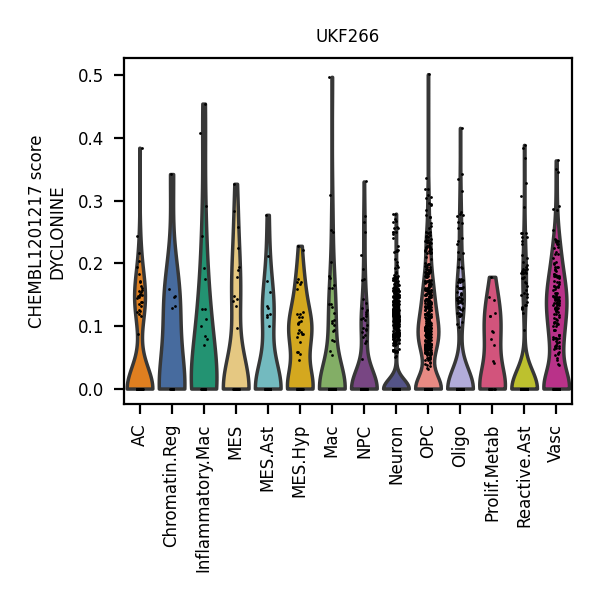 UKF266
CHEMBL1201217 score
DYCLONINE
0.5
0.4
0.3
0.2
0.1
0.0
AC
Chromatin.Reg
Inflammatory.Mac
MES
MES.Ast
MES.Hyp
Mac
NPC
Neuron
OPC
Oligo
Prolif.Metab
Reactive.Ast
Vasc